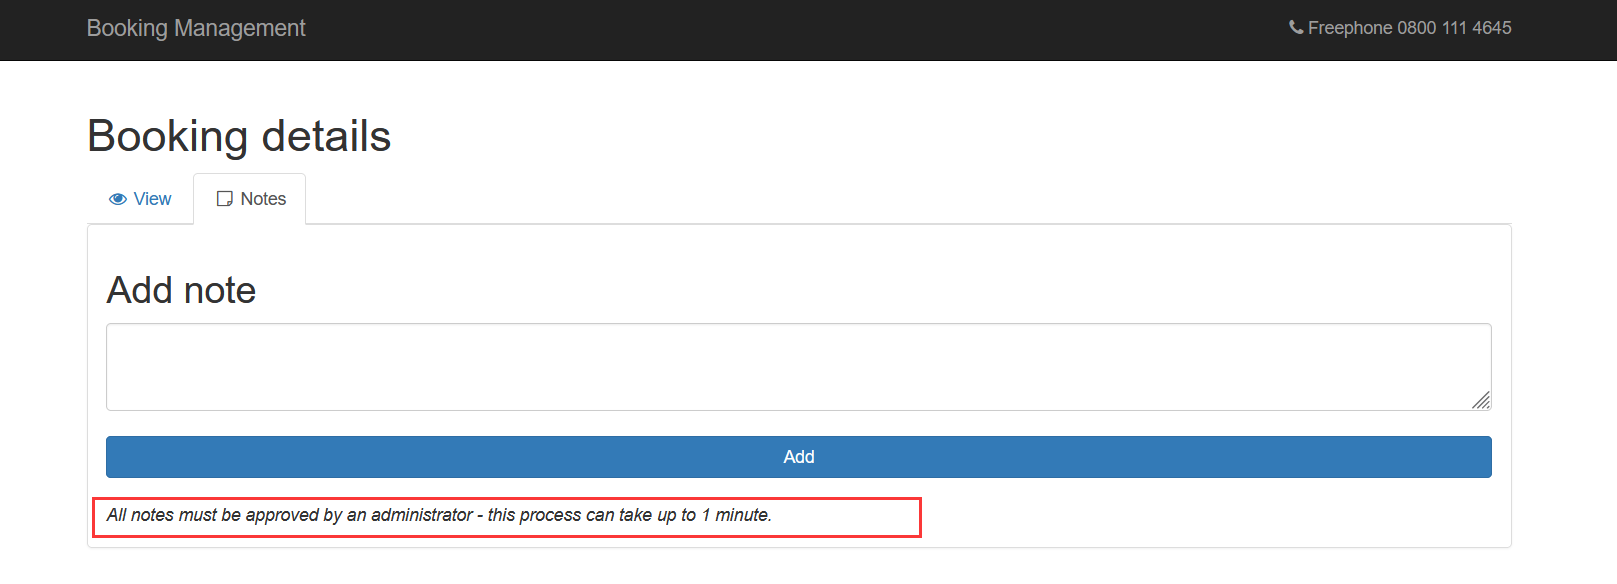 Booking Management
Freephone 0800 111 4645
Booking details
View
Notes
Add note
Add
All notes must be approved by an administrator - this process can take up to 1 minute.